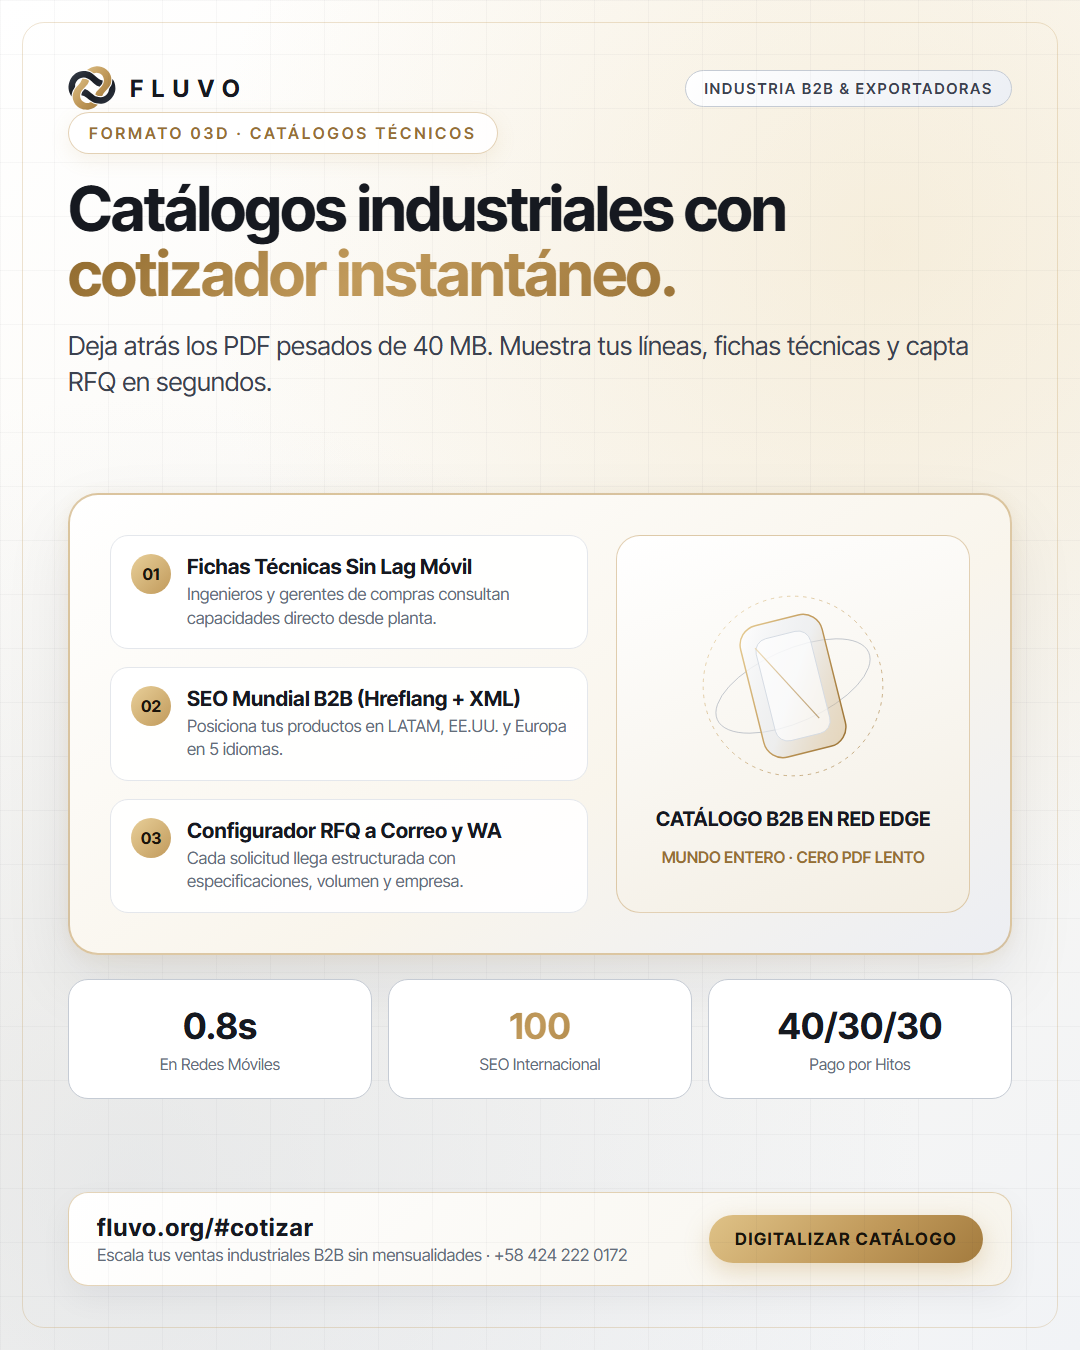 FLUVO
INDUSTRIA B2B & EXPORTADORAS
FORMATO 03D · CATÁLOGOS TÉCNICOS
Catálogos industriales con
cotizador instantáneo.
Deja atrás los PDF pesados de 40 MB. Muestra tus líneas, fichas técnicas y capta
RFQ en segundos.
01
Fichas Técnicas Sin Lag Móvil
Ingenieros y gerentes de compras consultan
capacidades directo desde planta.
02
SEO Mundial B2B (Hreflang + XML)
Posiciona tus productos en LATAM, EE.UU. y Europa
en 5 idiomas.
03
Configurador RFQ a Correo y WA
Cada solicitud llega estructurada con
especificaciones, volumen y empresa.
CATÁLOGO B2B EN RED EDGE
MUNDO ENTERO · CERO PDF LENTO
0.8s
En Redes Móviles
100
SEO Internacional
40/30/30
Pago por Hitos
fluvo.org/#cotizar
Escala tus ventas industriales B2B sin mensualidades · +58 424 222 0172
DIGITALIZAR CATÁLOGO